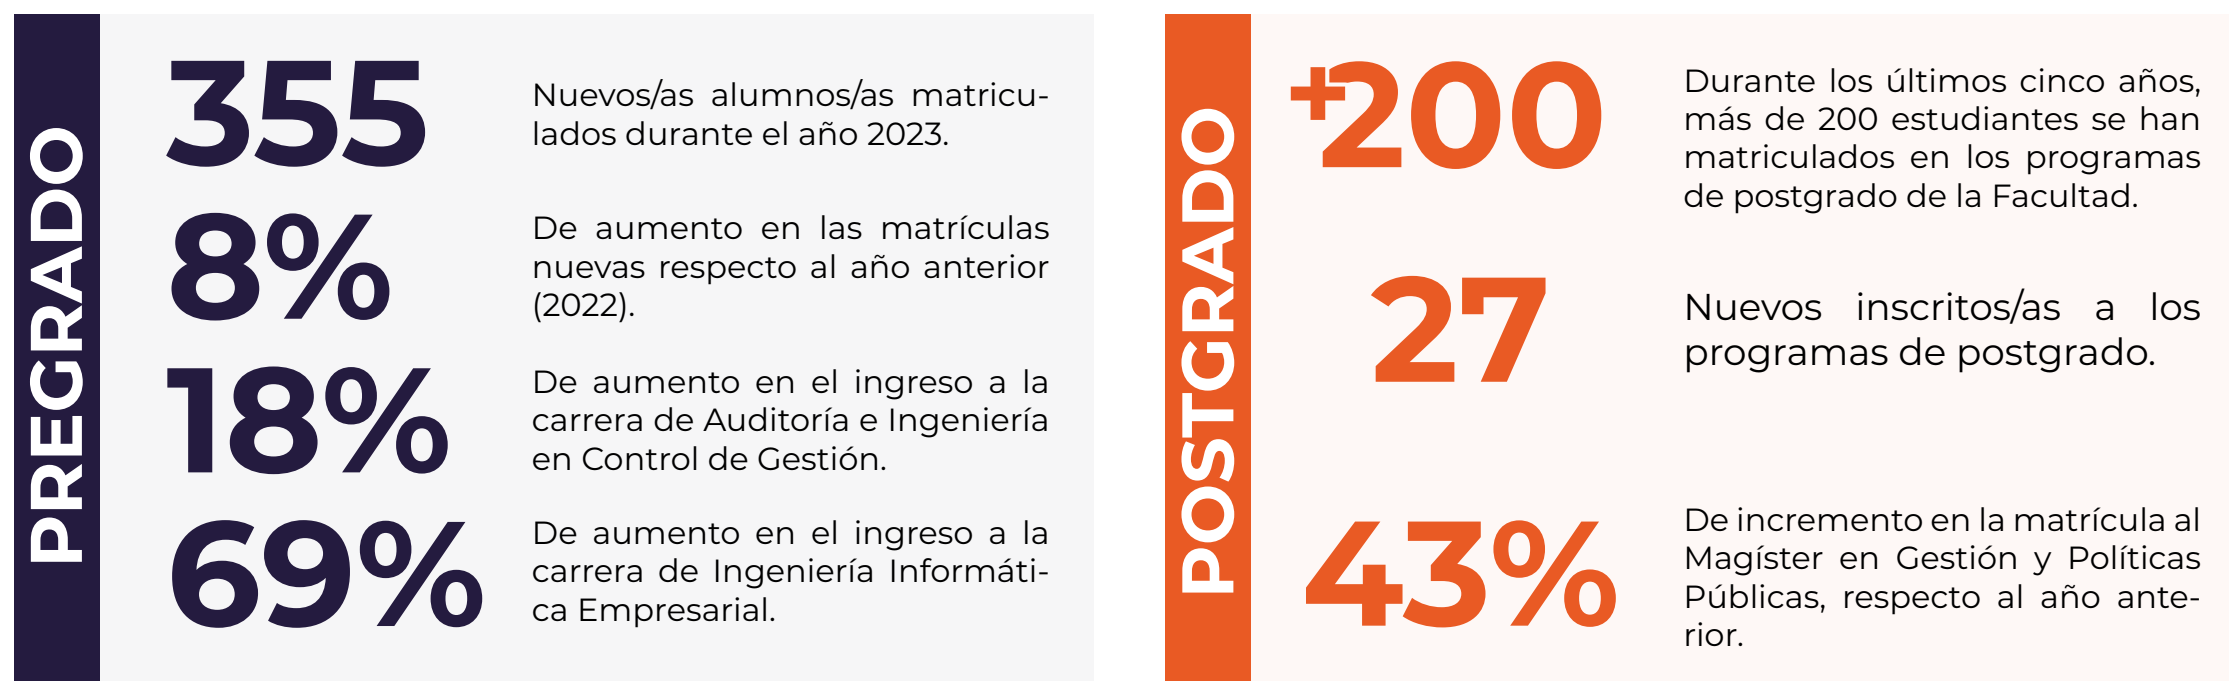 PREGRADO
355
Nuevos/as alumnos/as matricu-
lados durante el año 2023.
8%
De aumento en las matrículas
nuevas respecto al año anterior
(2022).
18%
De aumento en el ingreso a la
carrera de Auditoría e Ingeniería
en Control de Gestión.
69%
De aumento en el ingreso a la
carrera de Ingeniería Informáti-
ca Empresarial.
POSTGRADO
+200
Durante los últimos cinco años,
más de 200 estudiantes se han
matriculados en los programas
de postgrado de la Facultad.
27
Nuevos inscritos/as a los
programas de postgrado.
43%
De incremento en la matrícula al
Magíster en Gestión y Políticas
Públicas, respecto al año ante-
rior.